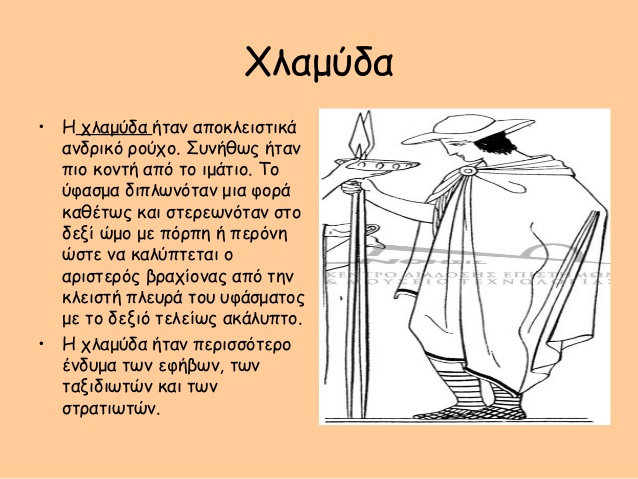 Χλαμύδα
• Η χλαμύδα ήταν αποκλειστικά
ανδρικό ρούχο. Συνήθως ήταν
πιο κοντή από το ιμάτιο. Το
ύφασμα διπλωνόταν μια φορά
καθέτως και στερεωνόταν στο
δεξί ώμο με πόρπη ή περόνη
ώστε να καλύπτεται ο
αριστερός βραχίονας από την
κλειστή πλευρά του υφάσματος
με το δεξιό τελείως ακάλυπτο.
• Η χλαμύδα ήταν περισσότερο
ένδυμα των εφήβων, των
ταξιδιωτών και των
στρατιωτών.
ΚΕΝΤΡΟ ΔΙΑΔΟΣΗΣ ΕΠΙΣΤΗΜΩΝ
& ΜΟΥΣΕΙΟ ΤΕΧΝΟΛΟΓΙΑΣ